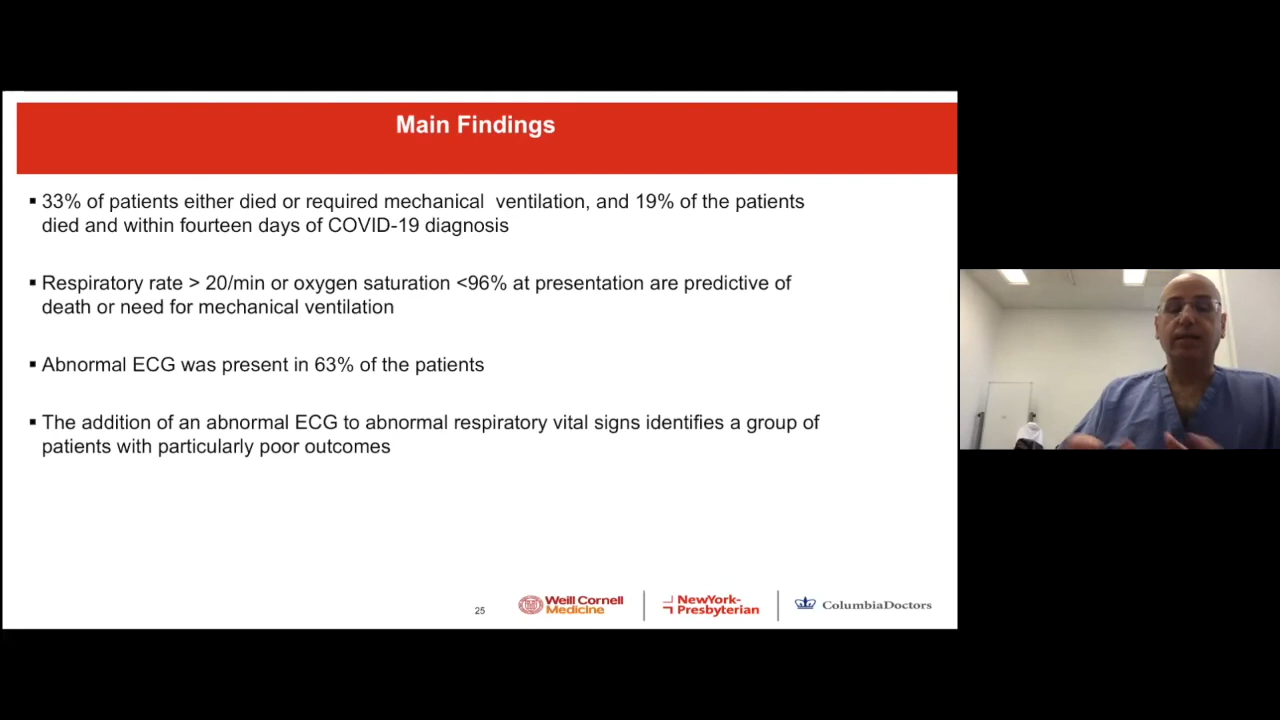 Main Findings
▪ 33% of patients either died or required mechanical  ventilation, and 19% of the patients
died and within fourteen days of COVID-19 diagnosis
▪ Respiratory rate > 20/min or oxygen saturation <96% at presentation are predictive of
death or need for mechanical ventilation
▪ Abnormal ECG was present in 63% of the patients
▪ The addition of an abnormal ECG to abnormal respiratory vital signs identifies a group of
patients with particularly poor outcomes
25
Weill Cornell
Medicine
NewYork-
Presbyterian
ColumbiaDoctors